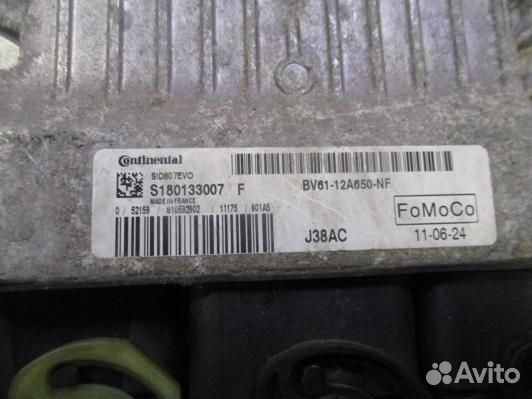 Continental
SID807EVO
S180133007 F
MADE IN FRANCE
0 / 52159 / 810592902 / 11175 / 601A5
BV61-12A650-NF
FoMoCo
J38AC
11-06-24
Avito